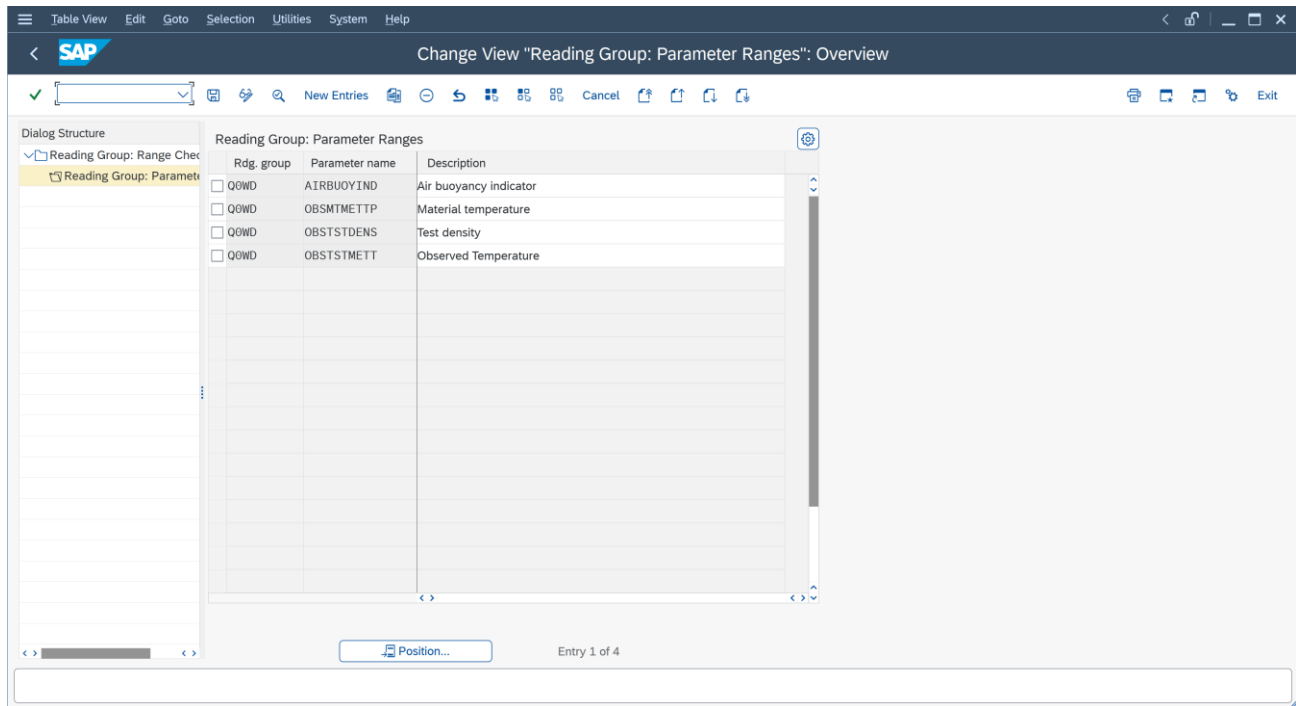 Table View Edit Goto Selection Utilities System Help
SAP Change View "Reading Group: Parameter Ranges": Overview
New Entries Cancel Exit
Dialog Structure
Reading Group: Range Chec
Reading Group: Paramete
Reading Group: Parameter Ranges
Rdg. group Parameter name Description
Q0WD AIRBUOYIND Air buoyancy indicator
Q0WD OBSMTMETTP Material temperature
Q0WD OBSTSTDENS Test density
Q0WD OBSTSTMETT Observed Temperature
Position... Entry 1 of 4